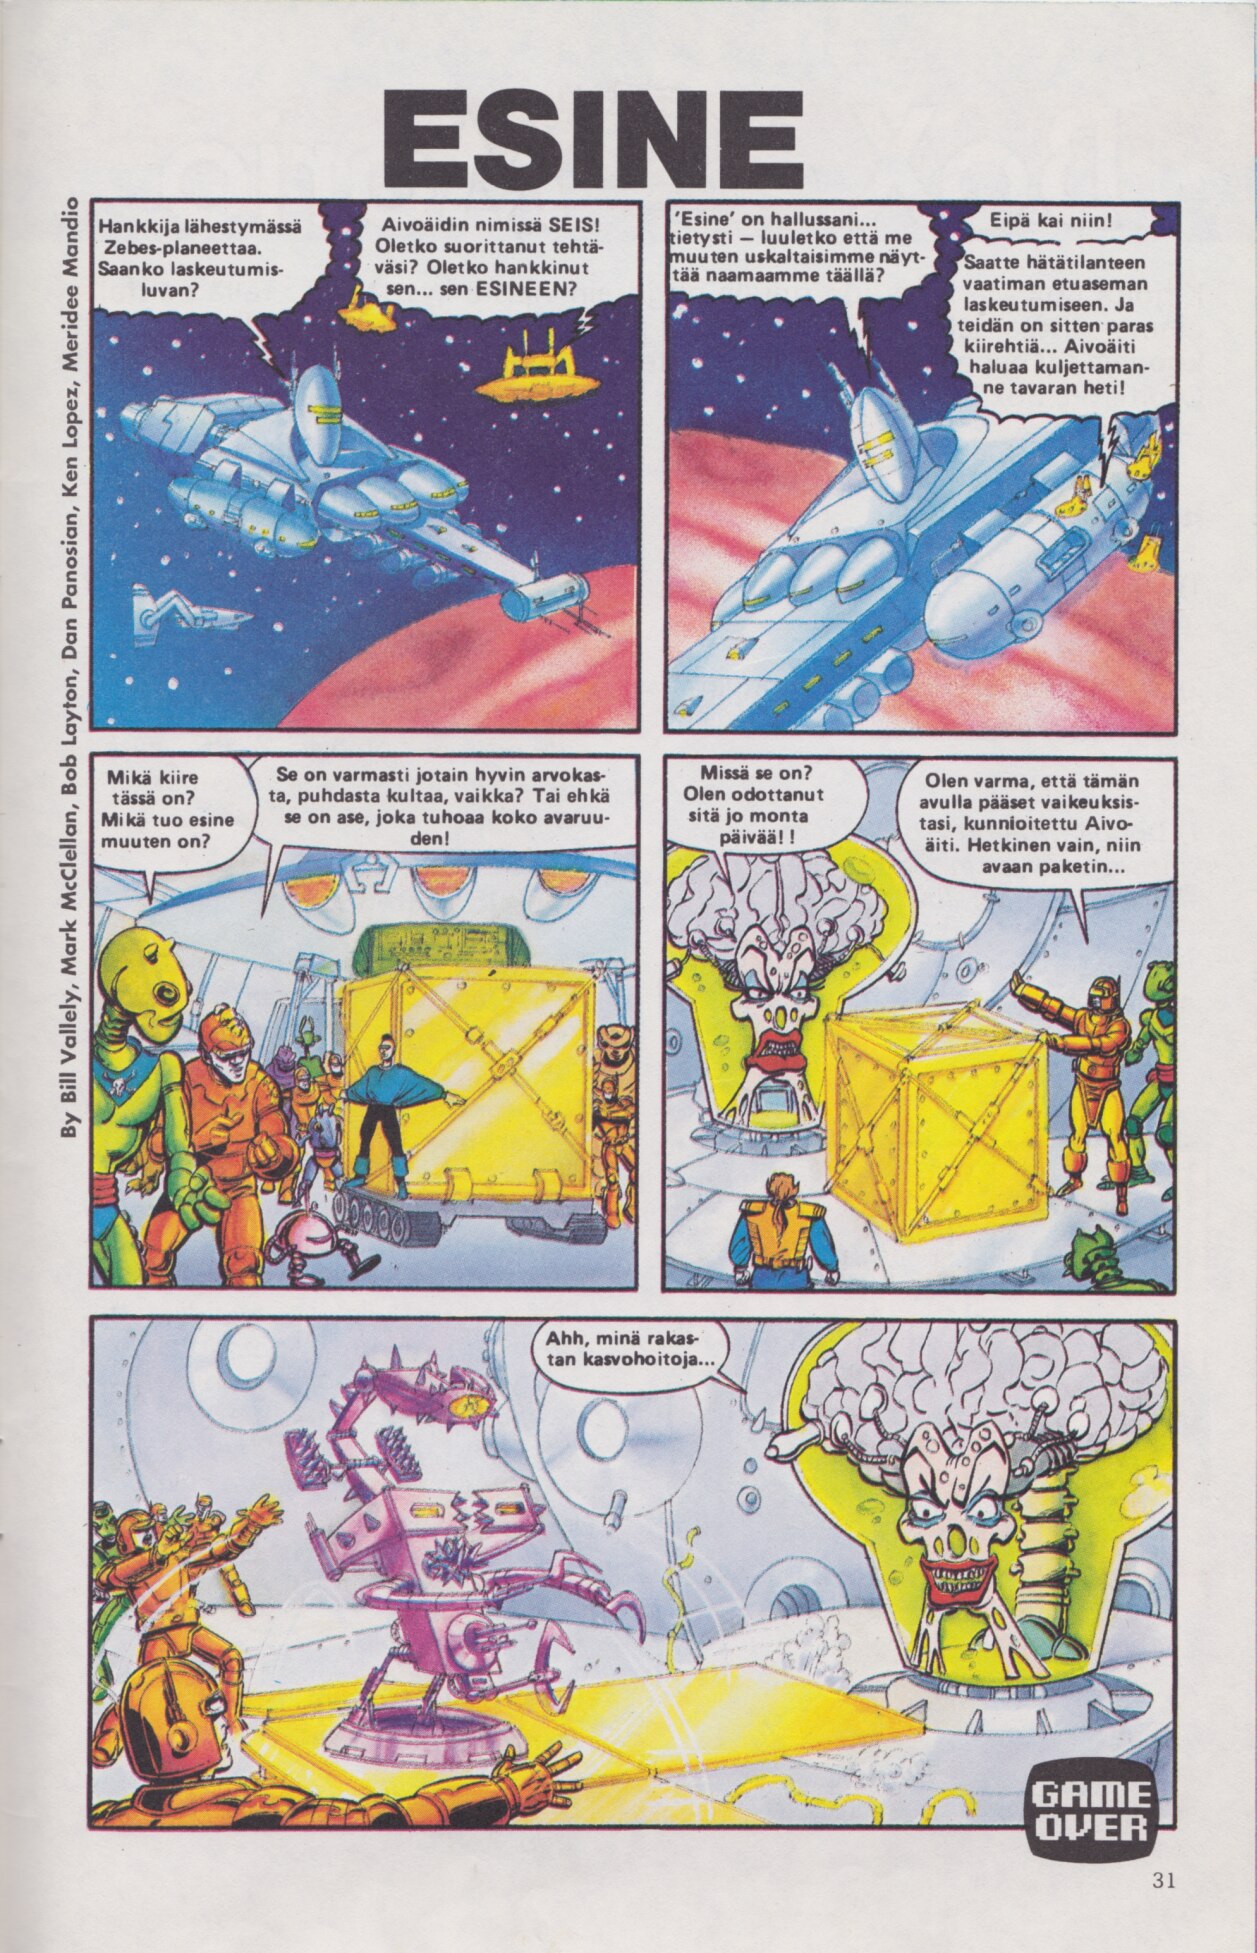 ESINE
By Bill Vallely, Mark McClellan, Bob Layton, Dan Panosian, Ken Lopez, Meridee Mandio
Hankkija lähestymässä
Zebes-planeettaa.
Saanko laskeutumis-
luvan?
Aivoäidin nimissä SEIS!
Oletko suorittanut tehtä-
väsi? Oletko hankkinut
sen... sen ESINEEN?
'Esine' on hallussani...
tietysti — luuletko että me
muuten uskaltaisimme näyt-
tää naamaamme täällä?
Eipä kai niin!
Saatte hätätilanteen
vaatiman etuaseman
laskeutumiseen. Ja
teidän on sitten paras
kiirehtiä... Aivoäiti
haluaa kuljettaman-
ne tavaran heti!
Mikä kiire
tässä on?
Mikä tuo esine
muuten on?
Se on varmasti jotain hyvin arvokas-
ta, puhdasta kultaa, vaikka? Tai ehkä
se on ase, joka tuhoaa koko avaruu-
den!
Missä se on?
Olen odottanut
sitä jo monta
päivää!!
Olen varma, että tämän
avulla pääset vaikeuksis-
tasi, kunnioitettu Aivo-
äiti. Hetkinen vain, niin
avaan paketin...
Ahh, minä rakas-
tan kasvohoitoja...
GAME
OVER
31